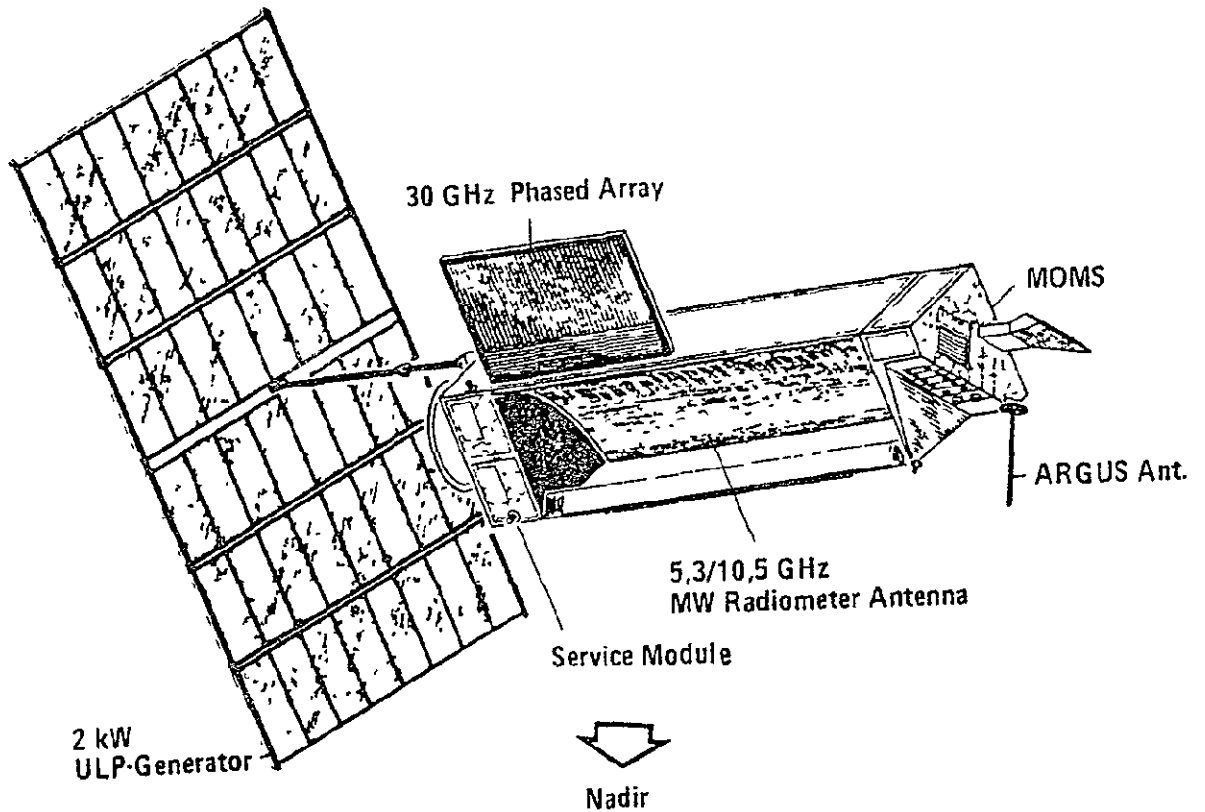 30 GHz Phased Array
MOMS
ARGUS Ant.
5,3/10,5 GHz
MW Radiometer Antenna
Service Module
2 kW
ULP-Generator
Nadir